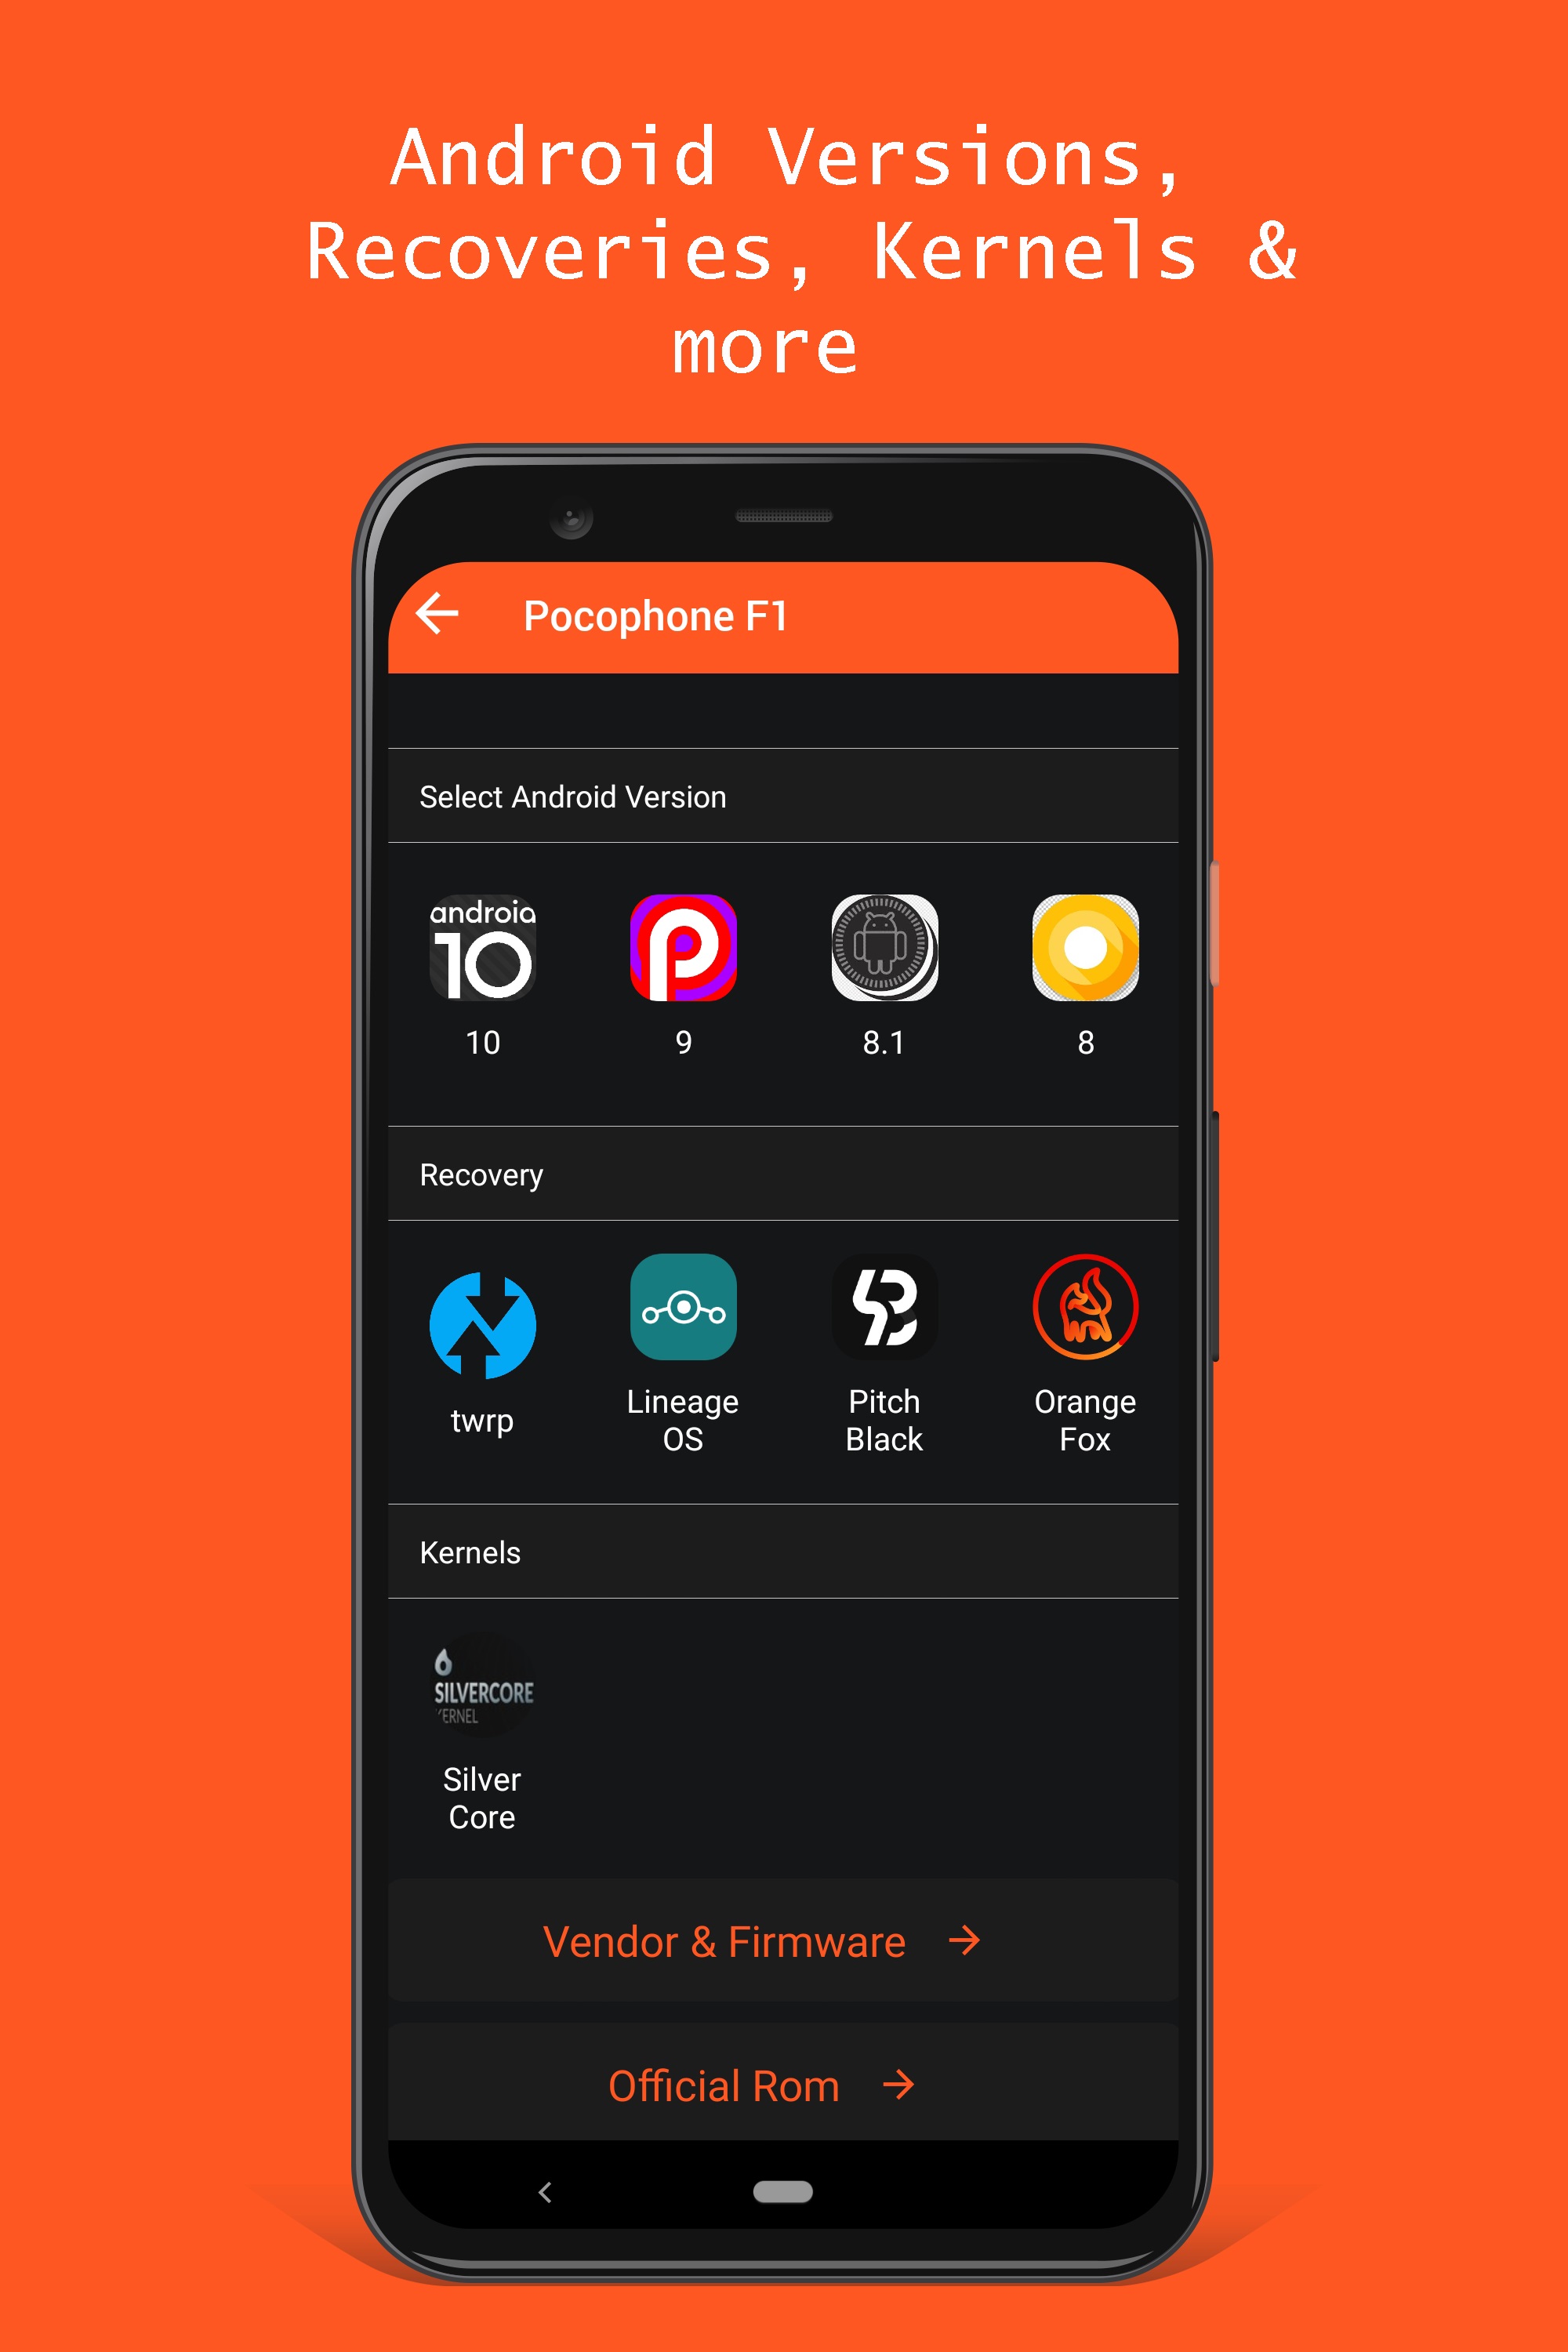 Android Versions,
Recoveries, Kernels &
more
Pocophone F1
Select Android Version
android
10
10
9
8.1
8
Recovery
twrp
Lineage
OS
Pitch
Black
Orange
Fox
Kernels
SILVERCORE
KERNEL
Silver
Core
Vendor & Firmware
Official Rom